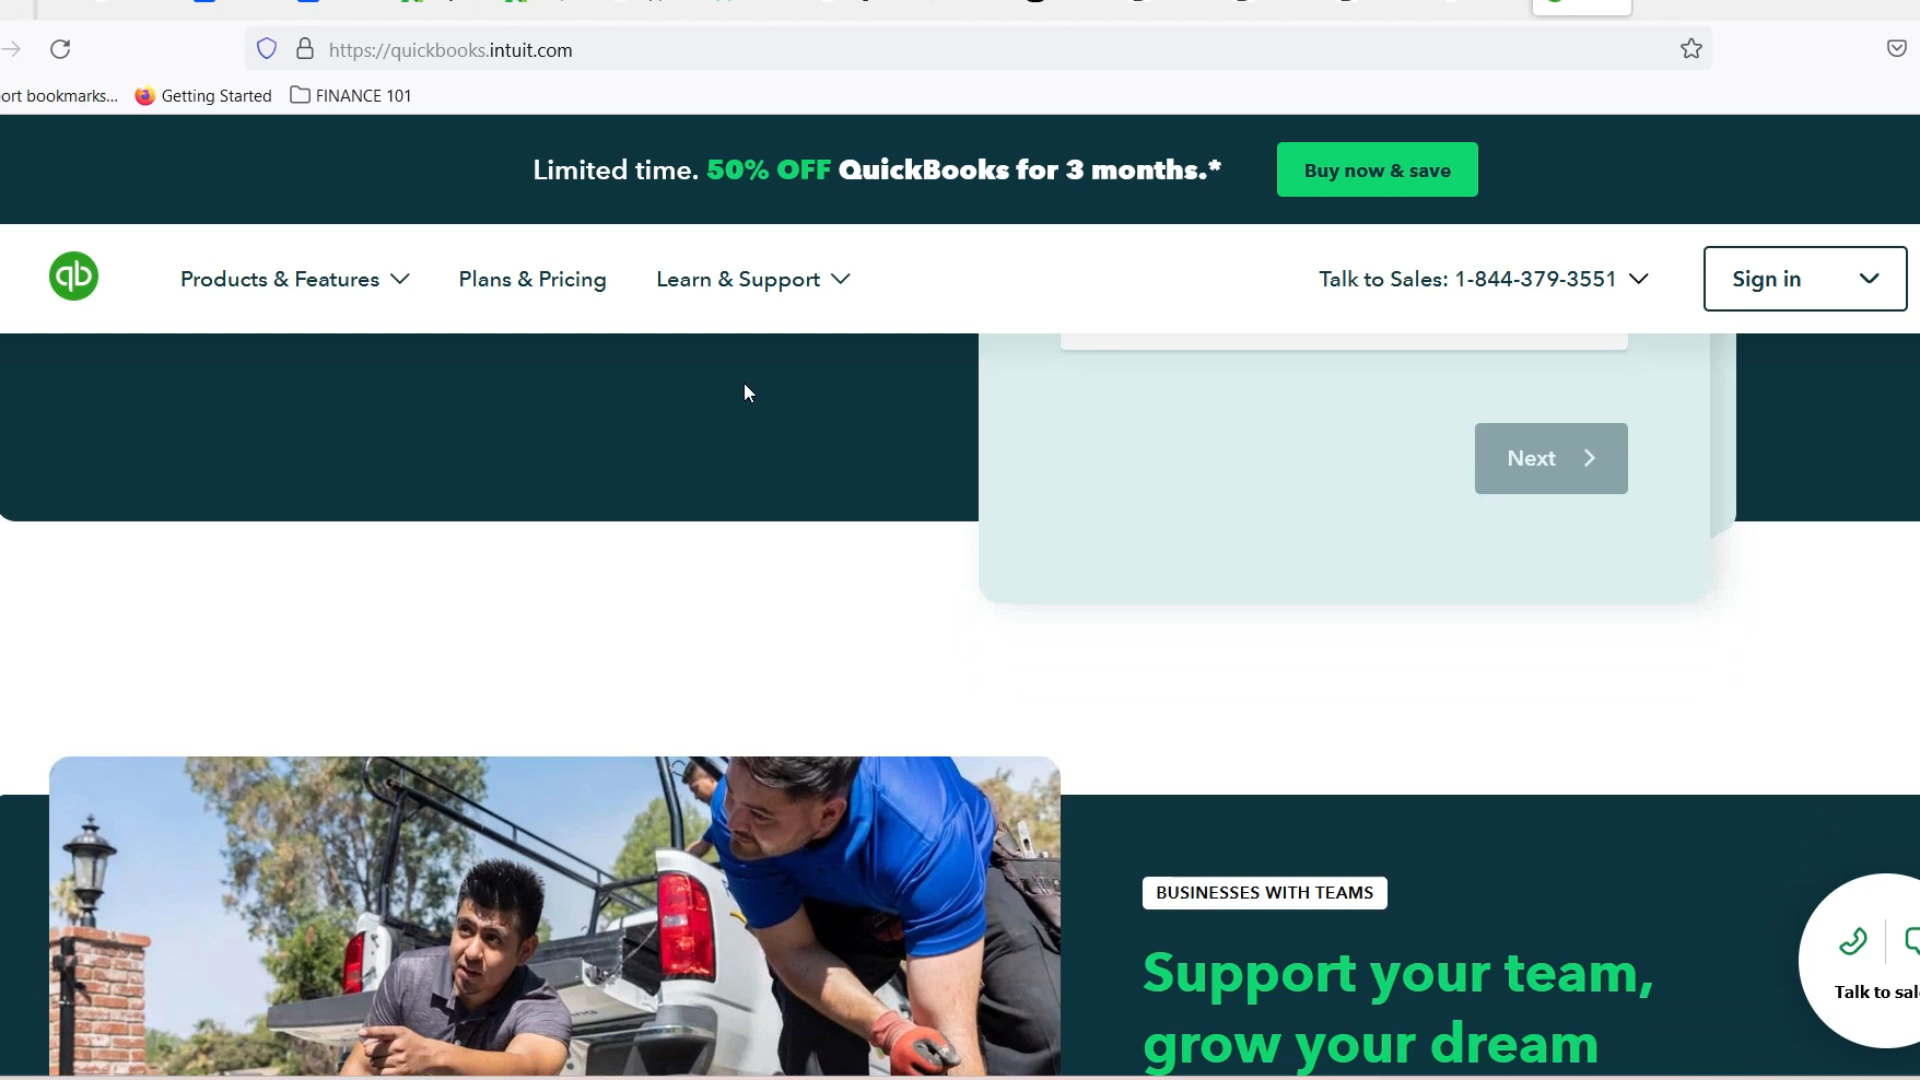 https://quickbooks.intuit.com
ort bookmarks...
Getting Started
FINANCE 101
Limited time. 50% OFF QuickBooks for 3 months.*
Buy now & save
qb
Products & Features
Plans & Pricing
Learn & Support
Talk to Sales: 1-844-379-3551
Sign in
Next
BUSINESSES WITH TEAMS
Support your team,
grow your dream
Talk to sal